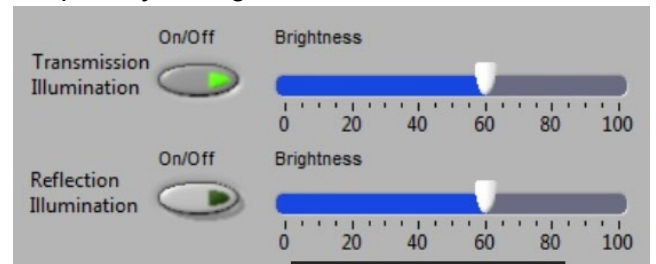 On/Off Brightness
Transmission
Illumination
0 20 40 60 80 100
On/Off Brightness
Reflection
Illumination
0 20 40 60 80 100